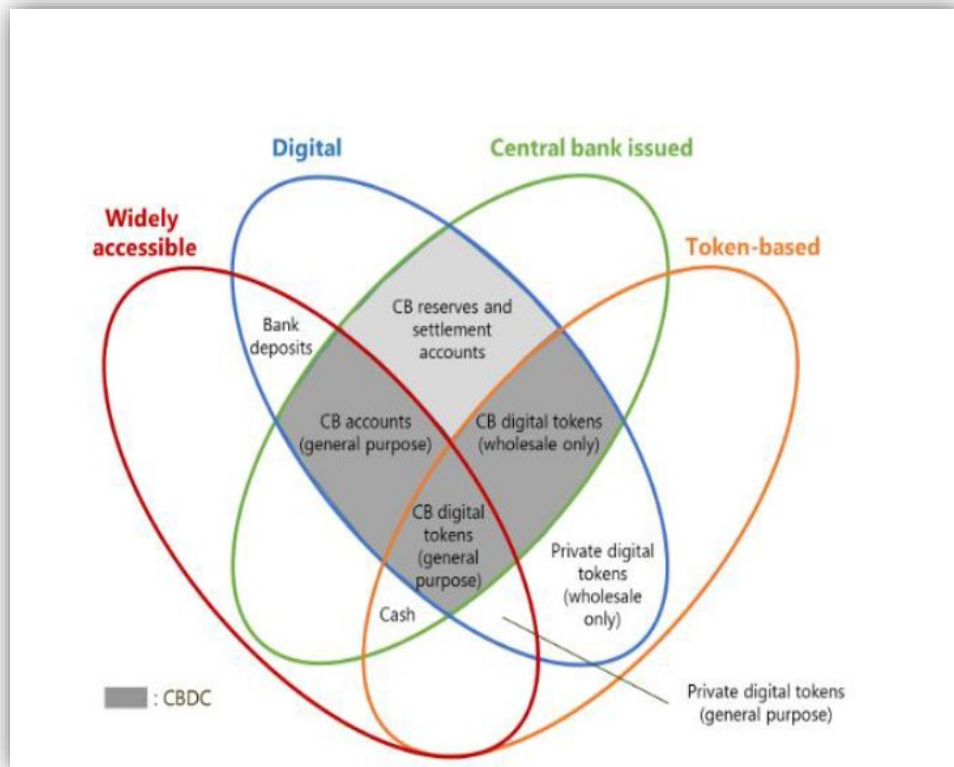 Digital
Central bank issued
Widely
accessible
Token-based
Bank
deposits
CB reserves and
settlement
accounts
CB accounts
(general purpose)
CB digital tokens
(wholesale only)
CB digital
tokens
(general
purpose)
Private digital
tokens
(wholesale
only)
Cash
Private digital tokens
(general purpose)
: CBDC